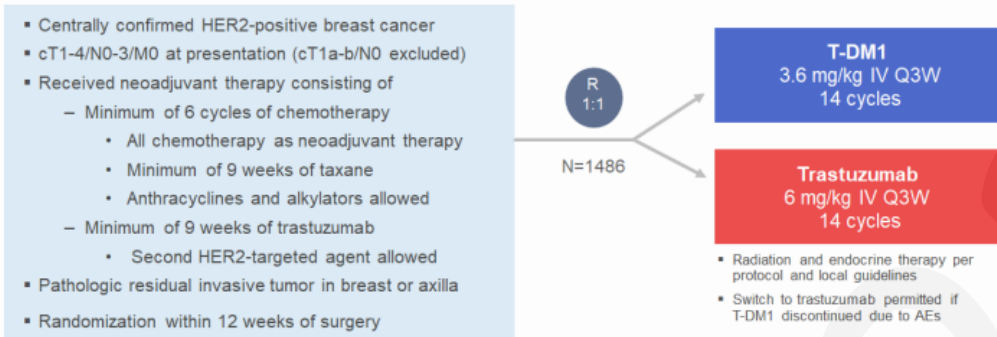 Centrally confirmed HER2-positive breast cancer
cT1-4/N0-3/M0 at presentation (cT1a-b/N0 excluded)
Received neoadjuvant therapy consisting of
– Minimum of 6 cycles of chemotherapy
• All chemotherapy as neoadjuvant therapy
• Minimum of 9 weeks of taxane
• Anthracyclines and alkylators allowed
– Minimum of 9 weeks of trastuzumab
• Second HER2-targeted agent allowed
Pathologic residual invasive tumor in breast or axilla
Randomization within 12 weeks of surgery
R
1:1
N=1486
T-DM1
3.6 mg/kg IV Q3W
14 cycles
Trastuzumab
6 mg/kg IV Q3W
14 cycles
Radiation and endocrine therapy per
protocol and local guidelines
Switch to trastuzumab permitted if
T-DM1 discontinued due to AEs